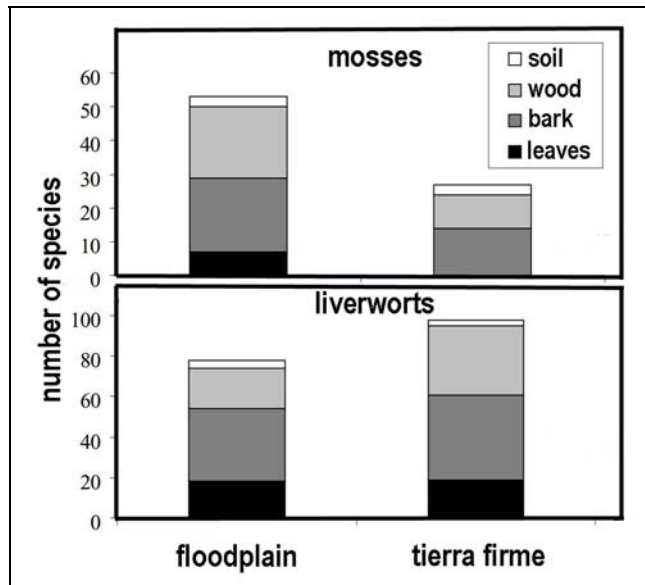 mosses
soil
wood
bark
leaves
60
50
40
30
20
10
0
number of species
liverworts
100
80
60
40
20
0
floodplain tierra firme